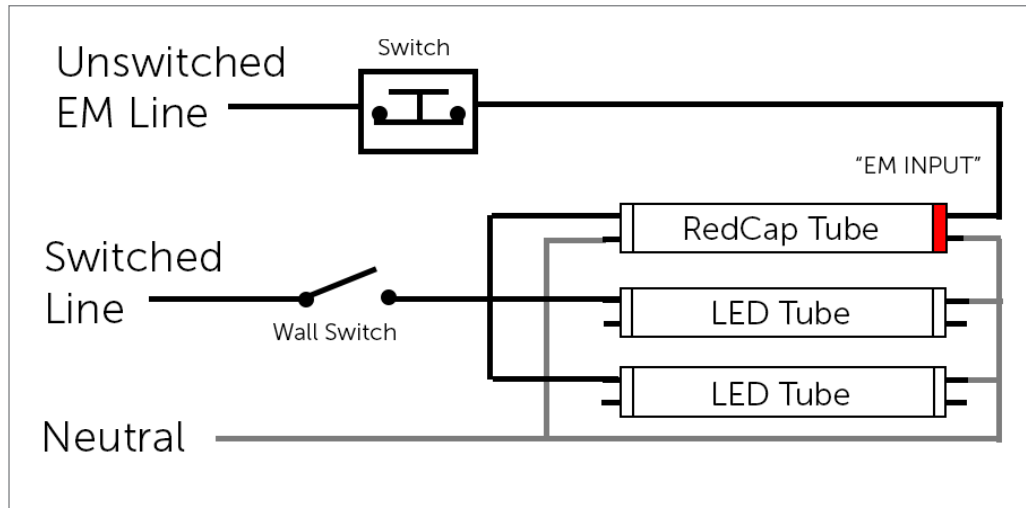 Switch
Unswitched
EM Line
"EM INPUT"
RedCap Tube
Switched
Line
Wall Switch
LED Tube
LED Tube
Neutral